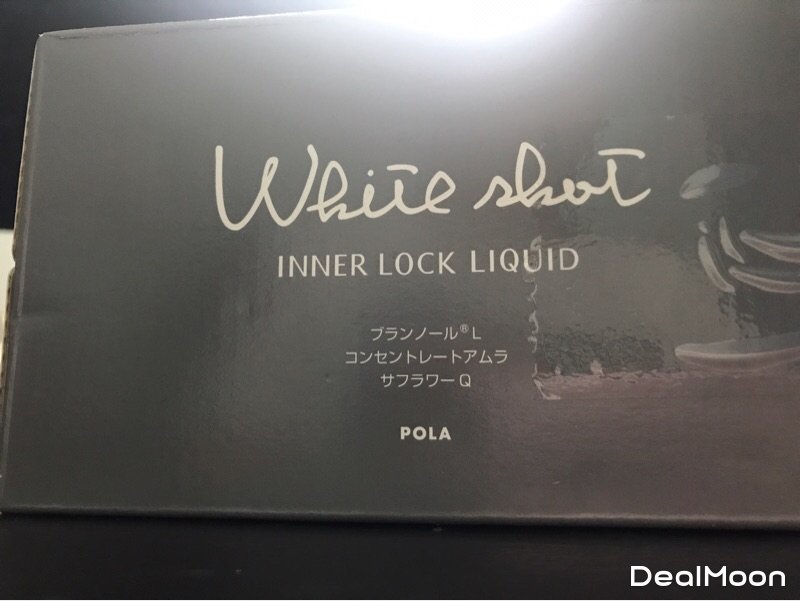 White shot
INNER LOCK LIQUID
ブランノール®L
コンセントレートアムラ
サフラワーQ
POLA
DealMoon